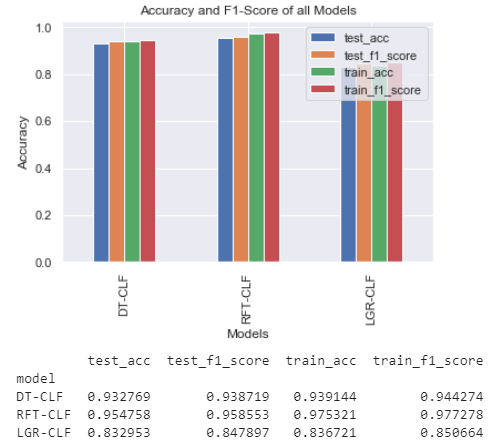 Accuracy and F1-Score of all Models
1.0
0.8
0.6
0.4
0.2
0.0
Accuracy
test_acc
test_f1_score
train_acc
train_f1_score
DT-CLF
RFT-CLF
LGR-CLF
Models
test_acc test_f1_score train_acc train_f1_score
model
DT-CLF 0.932769 0.938719 0.939144 0.944274
RFT-CLF 0.954758 0.958553 0.975321 0.977278
LGR-CLF 0.832953 0.847897 0.836721 0.850664